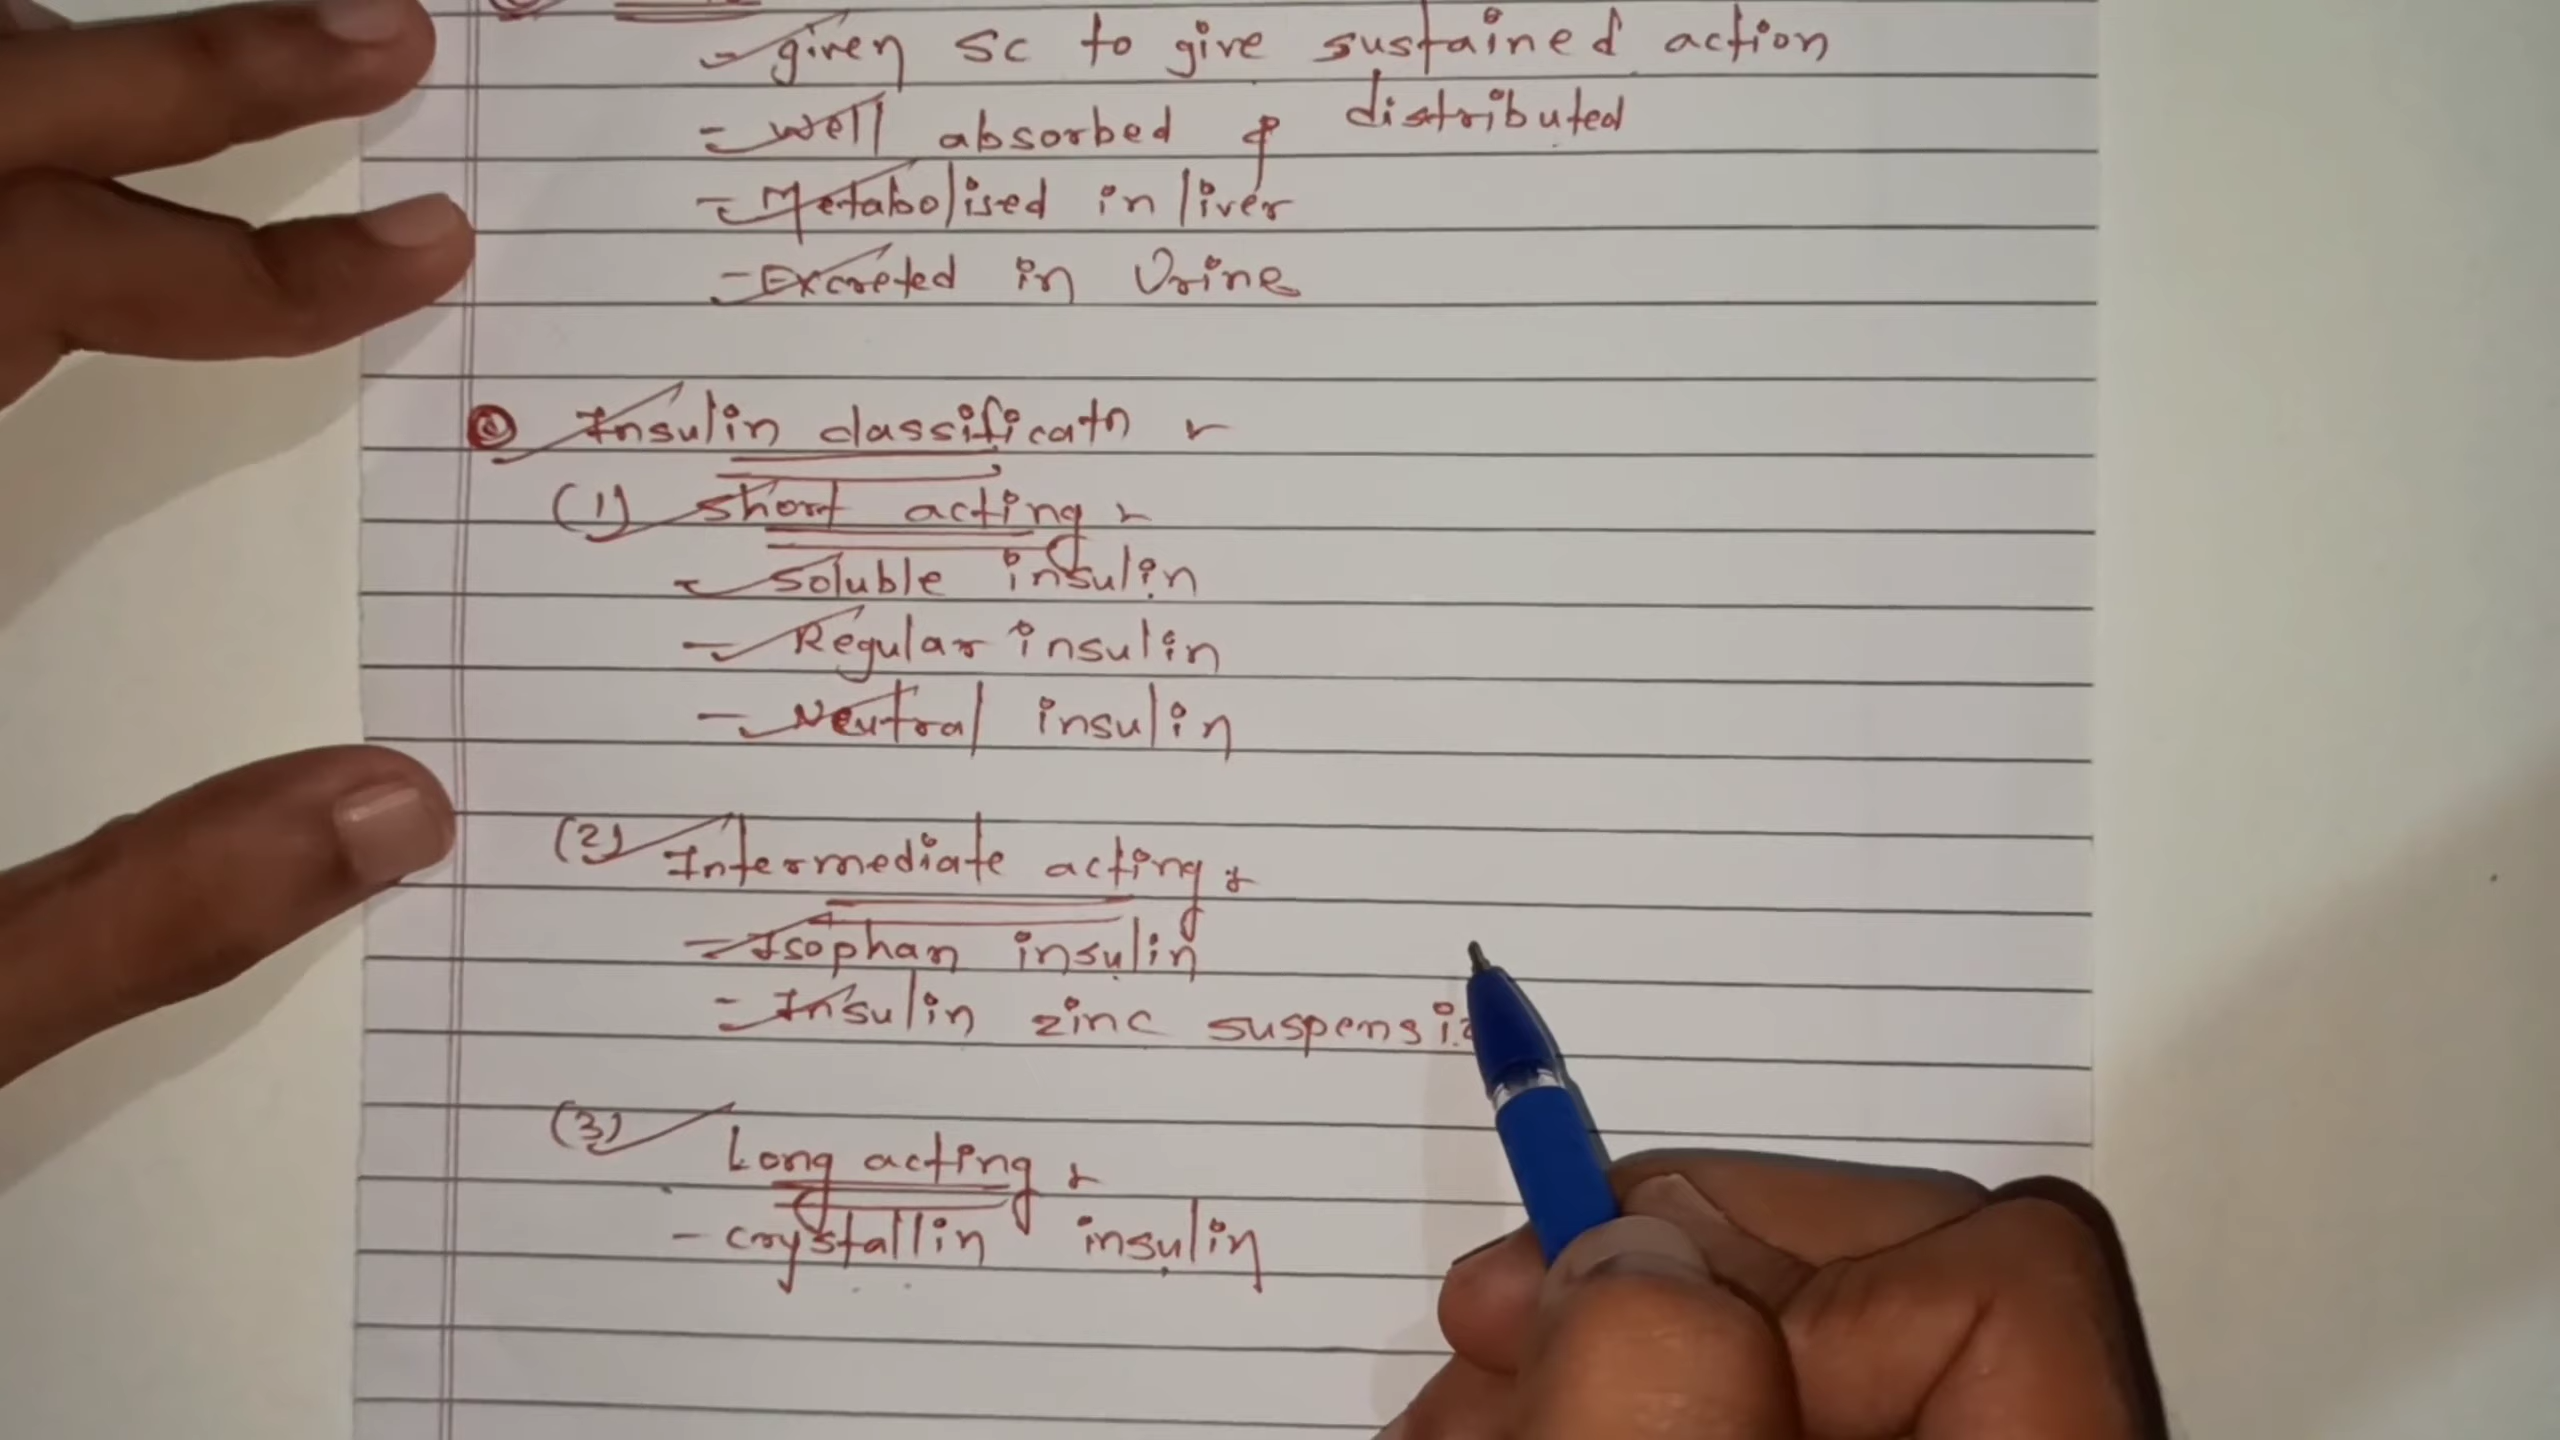 - given SC to give sustained action
- well absorbed & distributed
- Metabolised in liver
- Excreted in Urine
Insulin classificatn
(1) short acting
- soluble insulin
- Regular insulin
- Neutral insulin
(2) Intermediate acting
- Isophan insulin
- Insulin zinc
(3) Long acting
- crystallin insulin